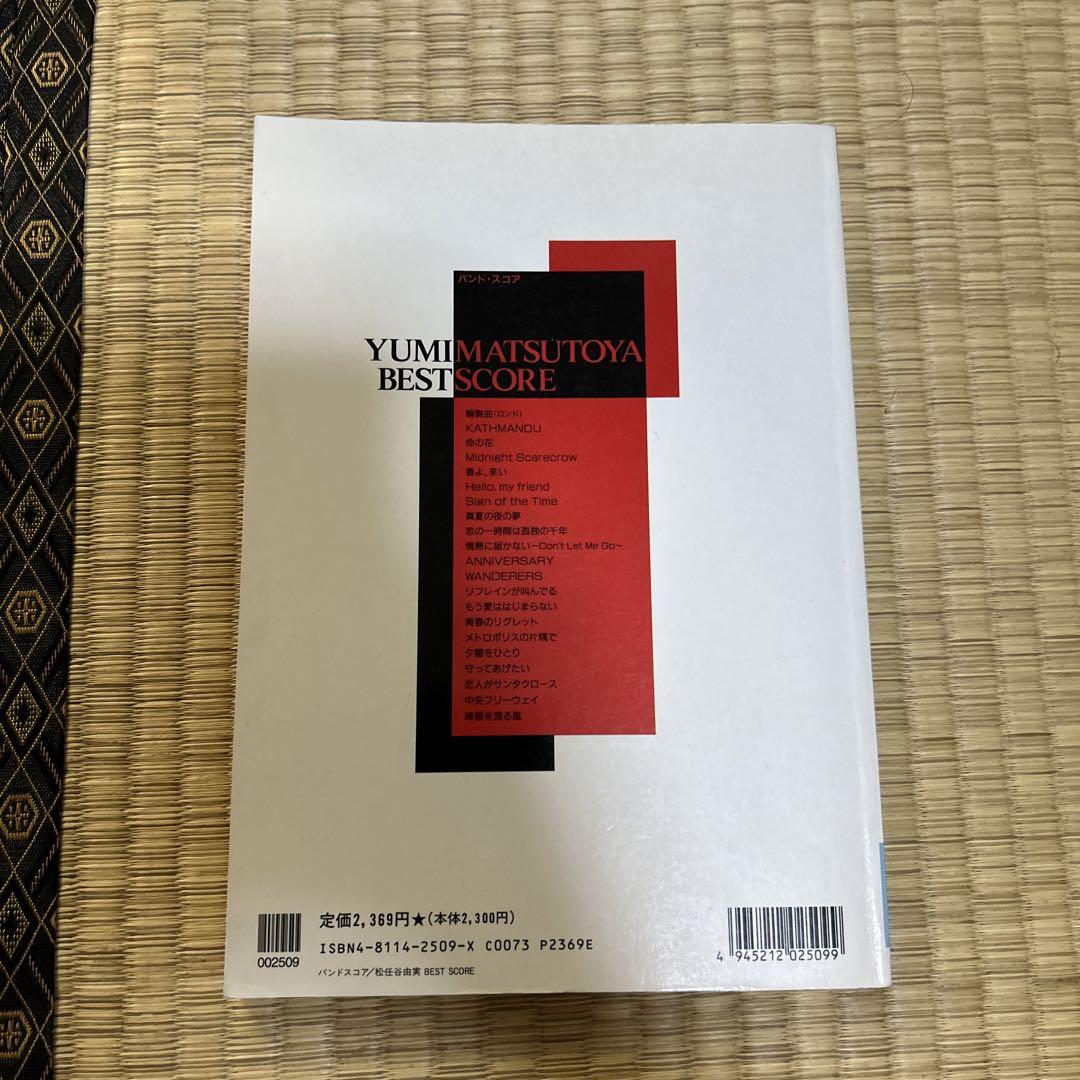 バンド・スコア
YUMI MATSUTOYA
BEST SCORE
輪舞曲(ロンド)
KATHMANDU
命の花
Midnight Scarecrow
春よ、来い
Hello, my friend
Sign of the Time
真夏の夜の夢
恋の一時間は孤独の千年
情熱に届かない〜Don't Let Me Go〜
ANNIVERSARY
WANDERERS
リフレインが叫んでる
もう愛ははじまらない
青春のリグレット
メトロポリスの片隅で
夕闇をひとり
守ってあげたい
恋人がサンタクロース
中央フリーウェイ
埠頭を渡る風
定価2,369円★(本体2,300円)
ISBN4-8114-2509-X C0073 P2369E
002509
バンドスコア/松任谷由実 BEST SCORE
4 945212 025099